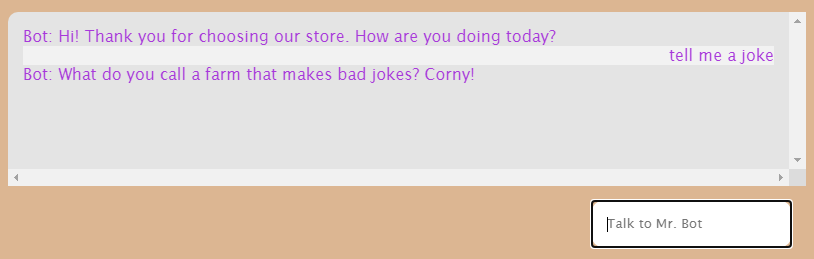 Bot: Hi! Thank you for choosing our store. How are you doing today?
tell me a joke
Bot: What do you call a farm that makes bad jokes? Corny!
Talk to Mr. Bot